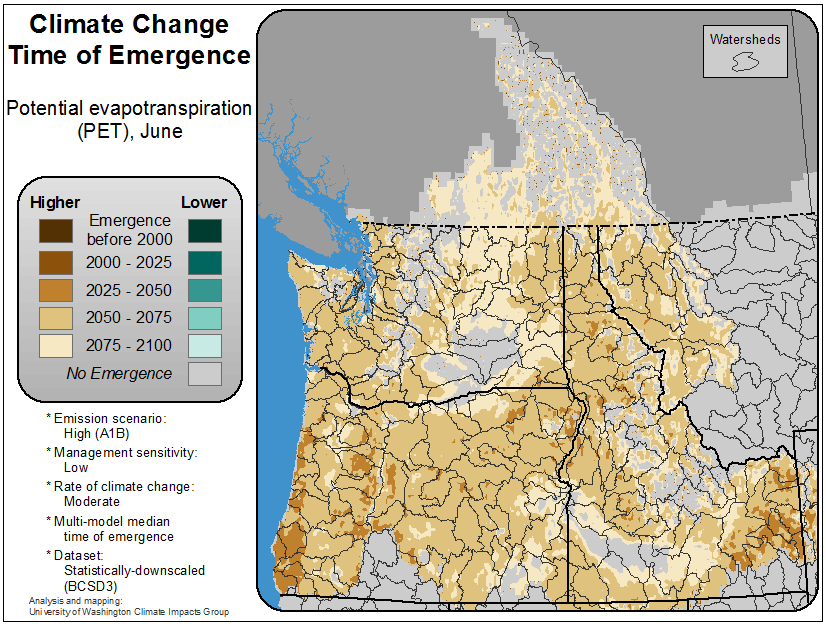 Climate Change
Time of Emergence
Potential evapotranspiration
(PET), June
Watersheds
Higher Lower
Emergence
before 2000
2000 - 2025
2025 - 2050
2050 - 2075
2075 - 2100
No Emergence
* Emission scenario:
High (A1B)
* Management sensitivity:
Low
* Rate of climate change:
Moderate
* Multi-model median
time of emergence
* Dataset:
Statistically-downscaled
(BCSD3)
Analysis and mapping:
University of Washington Climate Impacts Group